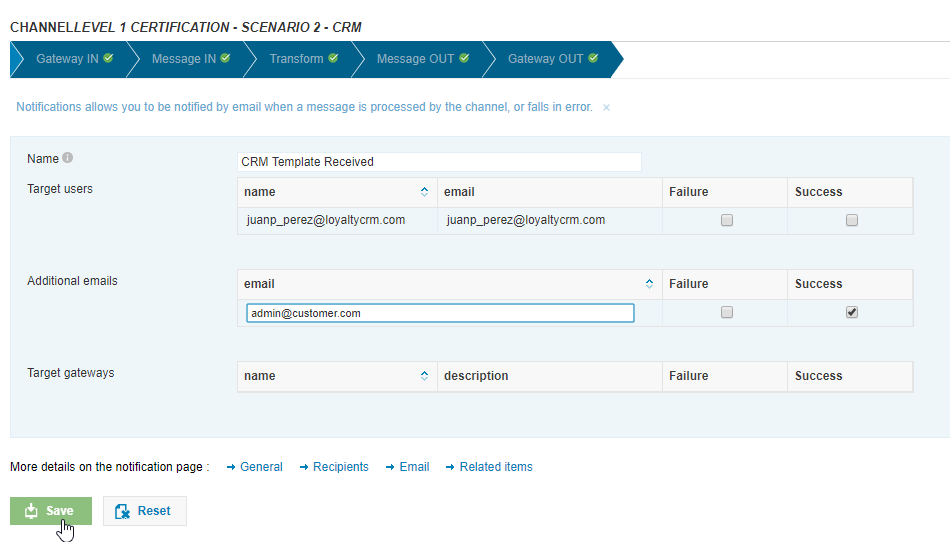 CHANNELLEVEL 1 CERTIFICATION - SCENARIO 2 - CRM
Gateway IN Message IN Transform Message OUT Gateway OUT
Notifications allows you to be notified by email when a message is processed by the channel, or falls in error. ×
Name CRM Template Received
Target users name email Failure Success
juanp_perez@loyaltycrm.com juanp_perez@loyaltycrm.com
Additional emails email Failure Success
admin@customer.com
Target gateways name description Failure Success
More details on the notification page : General Recipients Email Related items
Save Reset